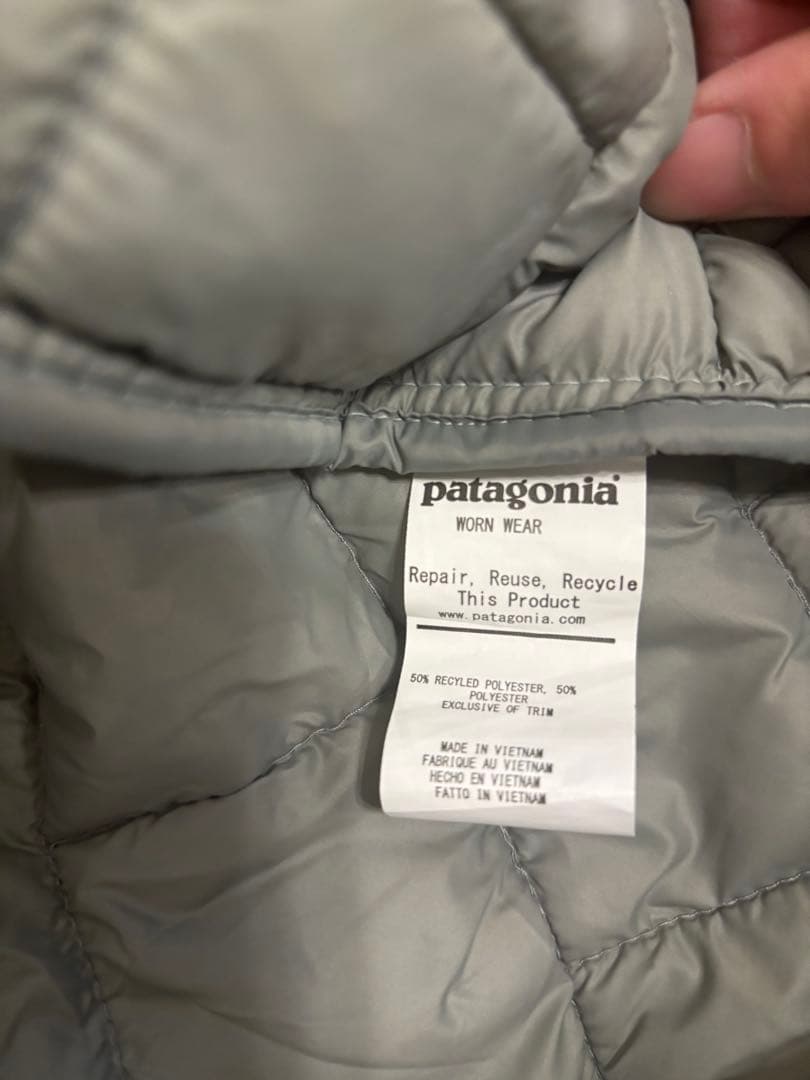 patagonia
WORN WEAR
Repair, Reuse, Recycle
This Product
www.patagonia.com
50% RECYLED POLYESTER, 50%
POLYESTER
EXCLUSIVE OF TRIM
MADE IN VIETNAM
FABRIQUE AU VIETNAM
HECHO EN VIETNAM
FATTO IN VIETNAM